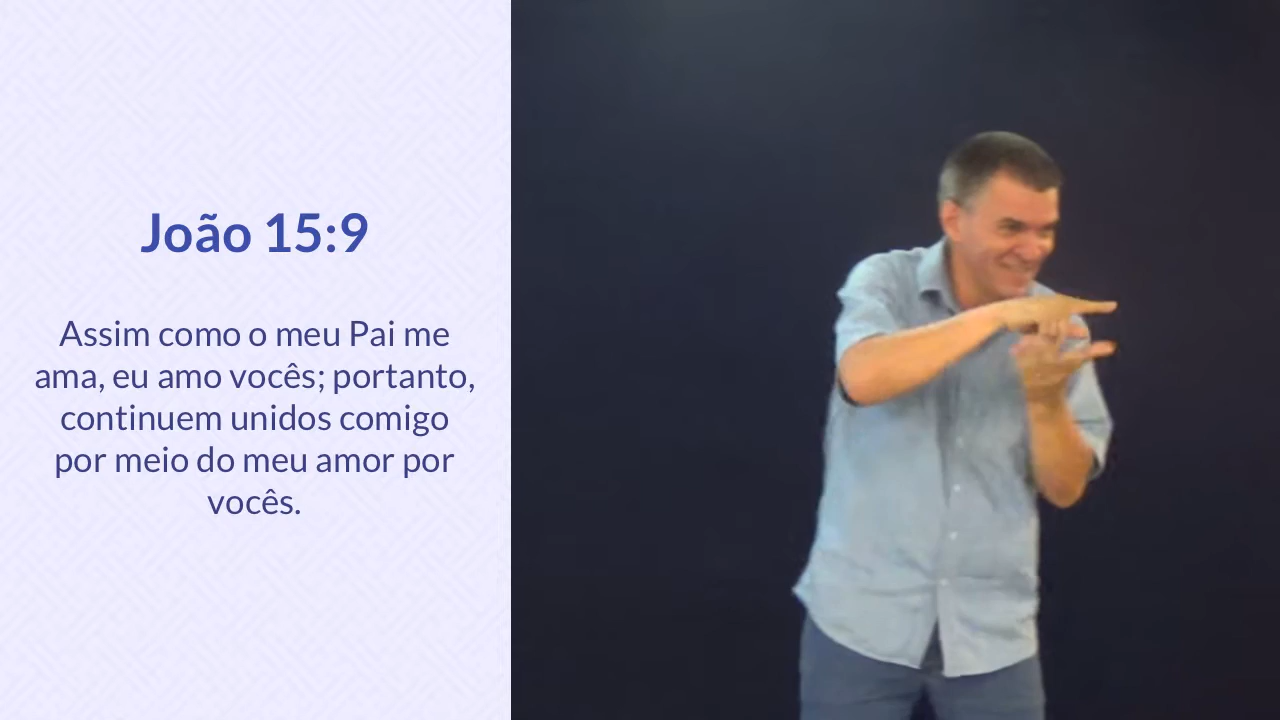 João 15:9
Assim como o meu Pai me
ama, eu amo vocês; portanto,
continuem unidos comigo
por meio do meu amor por
vocês.